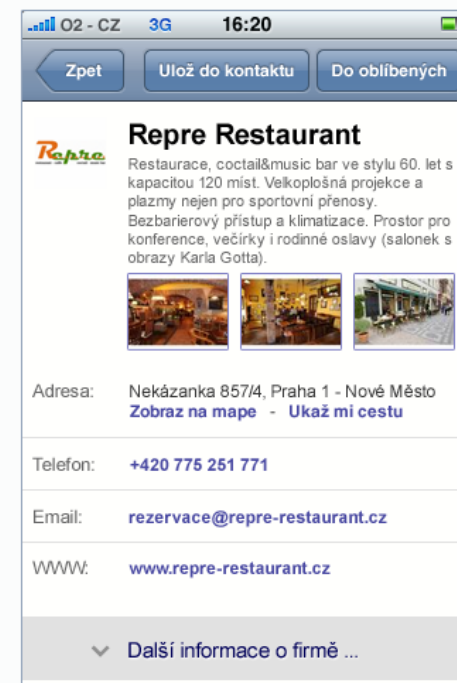 O2 - CZ 3G 16:20
Zpet Ulož do kontaktu Do oblíbených
Repre
Repre Restaurant
Restaurace, coctail&music bar ve stylu 60. let s
kapacitou 120 míst. Velkoplošná projekce a
plazmy nejen pro sportovní přenosy.
Bezbarierový přístup a klimatizace. Prostor pro
konference, večírky i rodinné oslavy (salonek s
obrazy Karla Gotta).
Adresa: Nekázanka 857/4, Praha 1 - Nové Město
Zobraz na mape - Ukaž mi cestu
Telefon: +420 775 251 771
Email: rezervace@repre-restaurant.cz
WWW: www.repre-restaurant.cz
Další informace o firmě ...